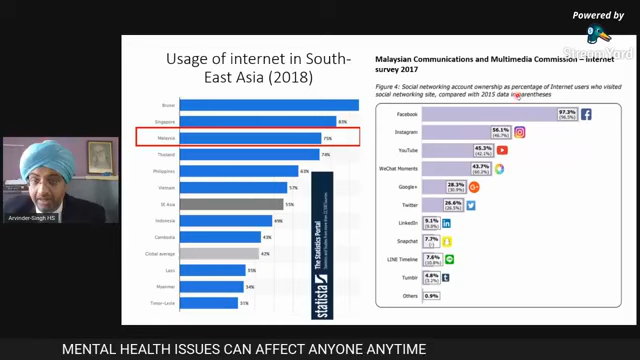 Powered by
StreamYard
Usage of internet in South-
East Asia (2018)
Brunei
Singapore
Malaysia 75%
Thailand 74%
Philippines 63%
Vietnam 57%
SE Asia 55%
Indonesia 49%
Cambodia 43%
Global average 42%
Laos 35%
Myanmar 34%
Timor-Leste 31%
statista
The Statistics Portal
Malaysian Communications and Multimedia Commission – Internet
survey 2017
Figure 4: Social networking account ownership as percentage of Internet users who visited
social networking site, compared with 2015 data in parentheses
Facebook 97.3% (96.5%)
Instagram 56.1% (46.7%)
YouTube 45.3% (42.1%)
WeChat Moments 43.7%
Google+ 28.3%
Twitter 26.6%
LinkedIn 9.1%
Snapchat 7.7% (-)
LINE Timeline 7.6% (10.8%)
Tumblr 4.8%
Others 0.9%
Arvinder-Singh HS
MENTAL HEALTH ISSUES CAN AFFECT ANYONE ANYTIME